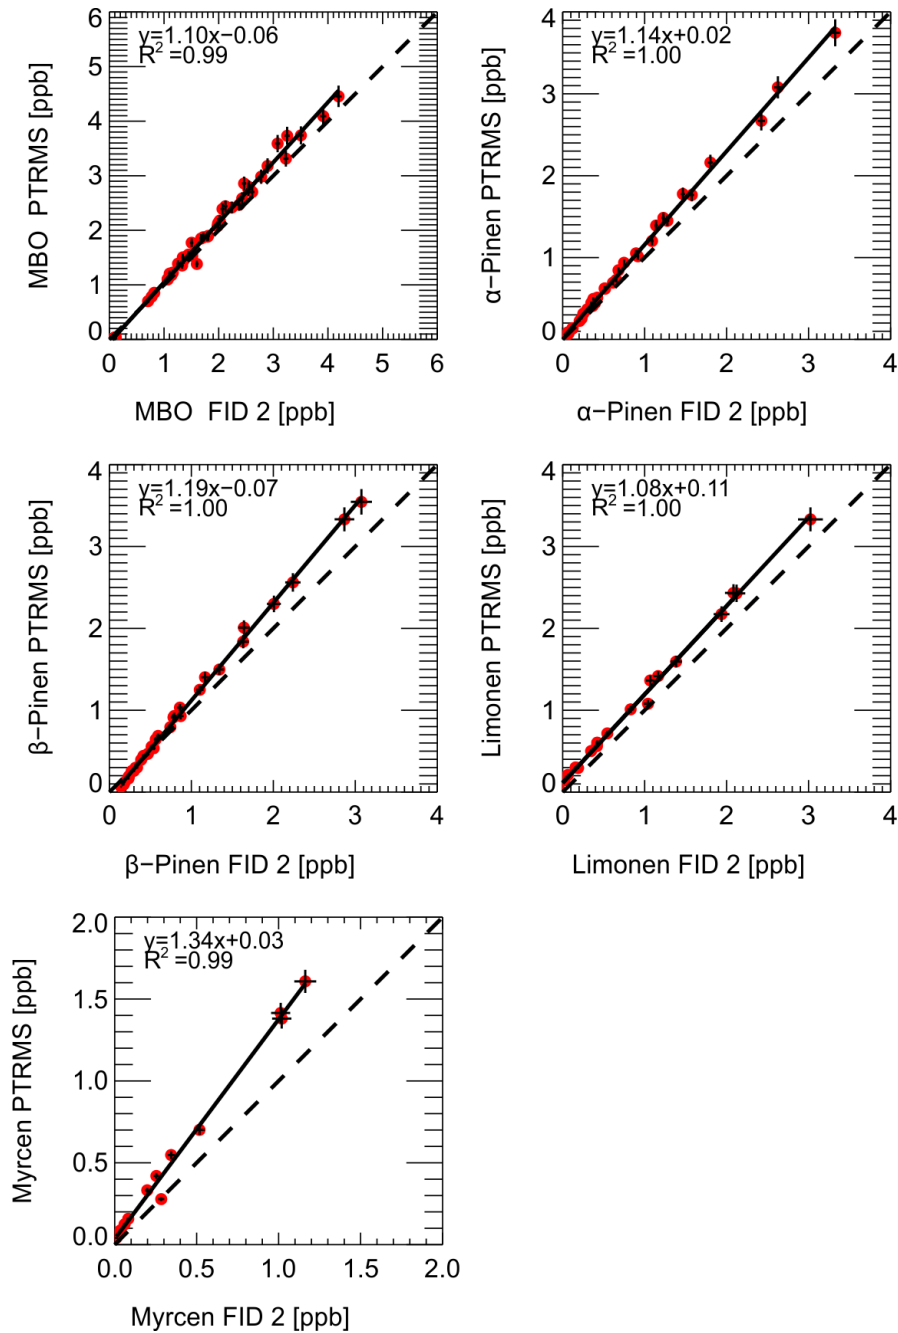 y=1.10x−0.06
R² =0.99
MBO PTRMS [ppb]
6
5
4
3
2
1
0
0 1 2 3 4 5 6
MBO FID 2 [ppb]
y=1.14x+0.02
R² =1.00
α−Pinen PTRMS [ppb]
4
3
2
1
0
0 1 2 3 4
α−Pinen FID 2 [ppb]
y=1.19x−0.07
R² =1.00
β−Pinen PTRMS [ppb]
4
3
2
1
0
0 1 2 3 4
β−Pinen FID 2 [ppb]
y=1.08x+0.11
R² =1.00
Limonen PTRMS [ppb]
4
3
2
1
0
0 1 2 3 4
Limonen FID 2 [ppb]
y=1.34x+0.03
R² =0.99
Myrcen PTRMS [ppb]
2.0
1.5
1.0
0.5
0.0
0.0 0.5 1.0 1.5 2.0
Myrcen FID 2 [ppb]